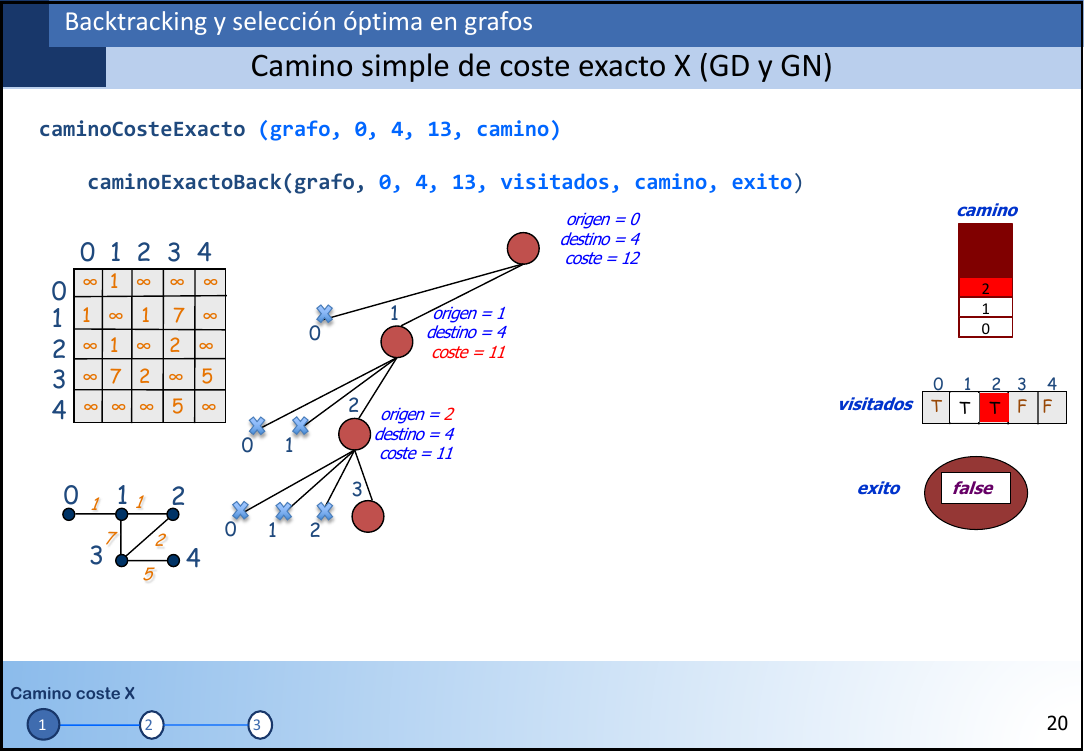 Backtracking y selección óptima en grafos
Camino simple de coste exacto X (GD y GN)
caminoCosteExacto (grafo, 0, 4, 13, camino)
caminoExactoBack(grafo, 0, 4, 13, visitados, camino, exito)
camino
2
1
0
origen = 0
destino = 4
coste = 12
0 1 2 3 4
0 ∞ 1 ∞ ∞ ∞
1 1 ∞ 1 7 ∞
2 ∞ 1 ∞ 2 ∞
3 ∞ 7 2 ∞ 5
4 ∞ ∞ ∞ 5 ∞
0
1
origen = 1
destino = 4
coste = 11
0 1
2
origen = 2
destino = 4
coste = 11
0 1 2
3
0 1 2 3 4
visitados T T T F F
exito false
0 1 1 1 2
7 2
3 4
5
Camino coste X
1 2 3
20